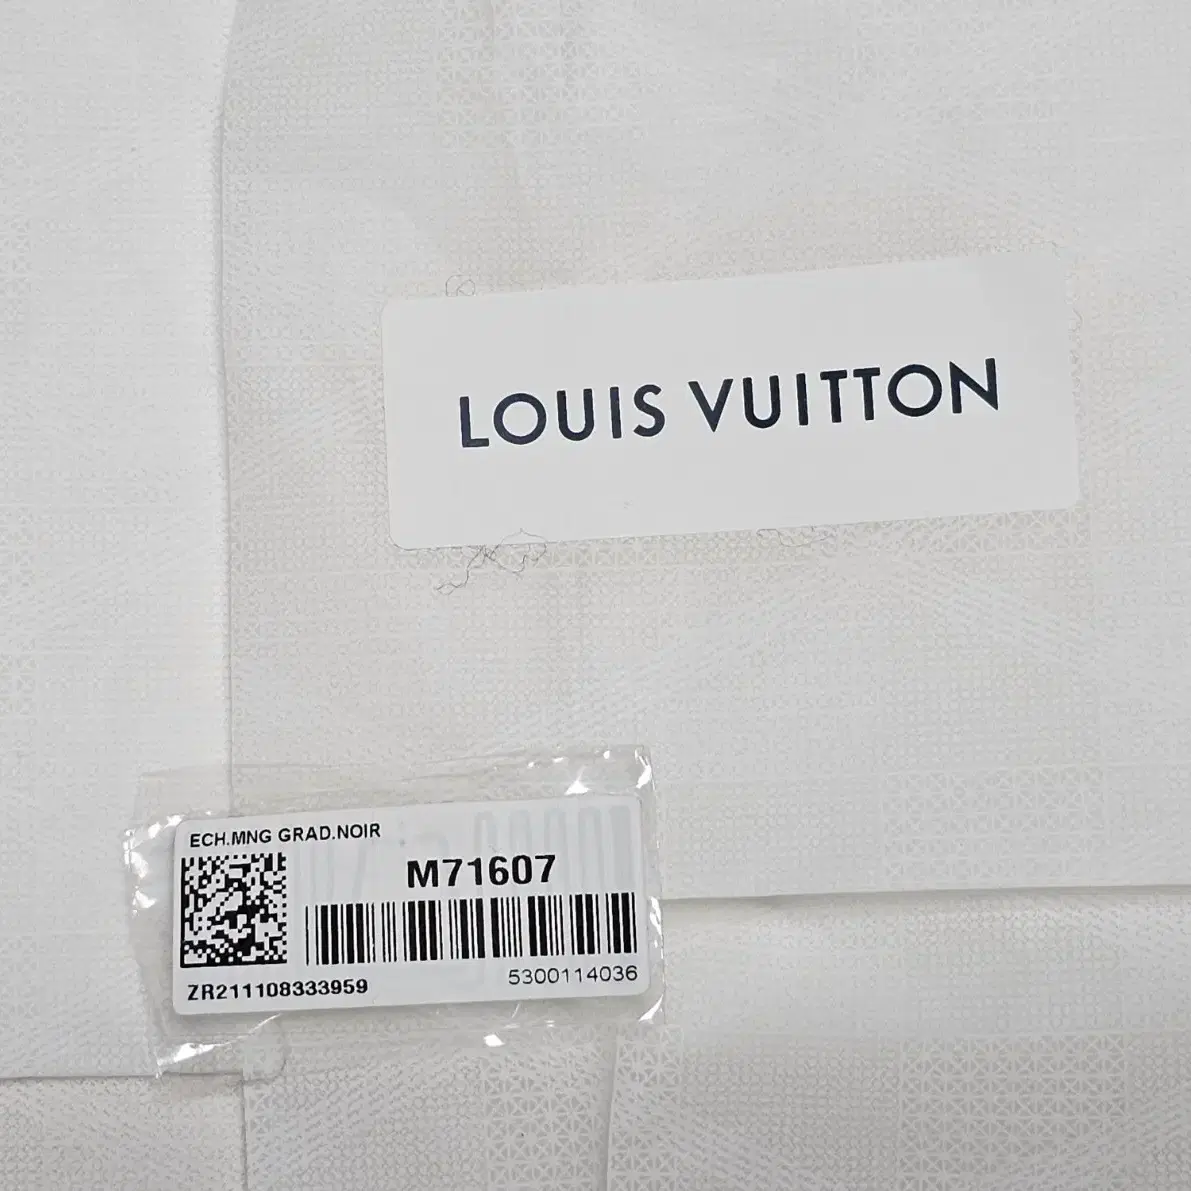 LOUIS VUITTON
ECH.MNG GRAD.NOIR
M71607
5300114036
ZR211108333959